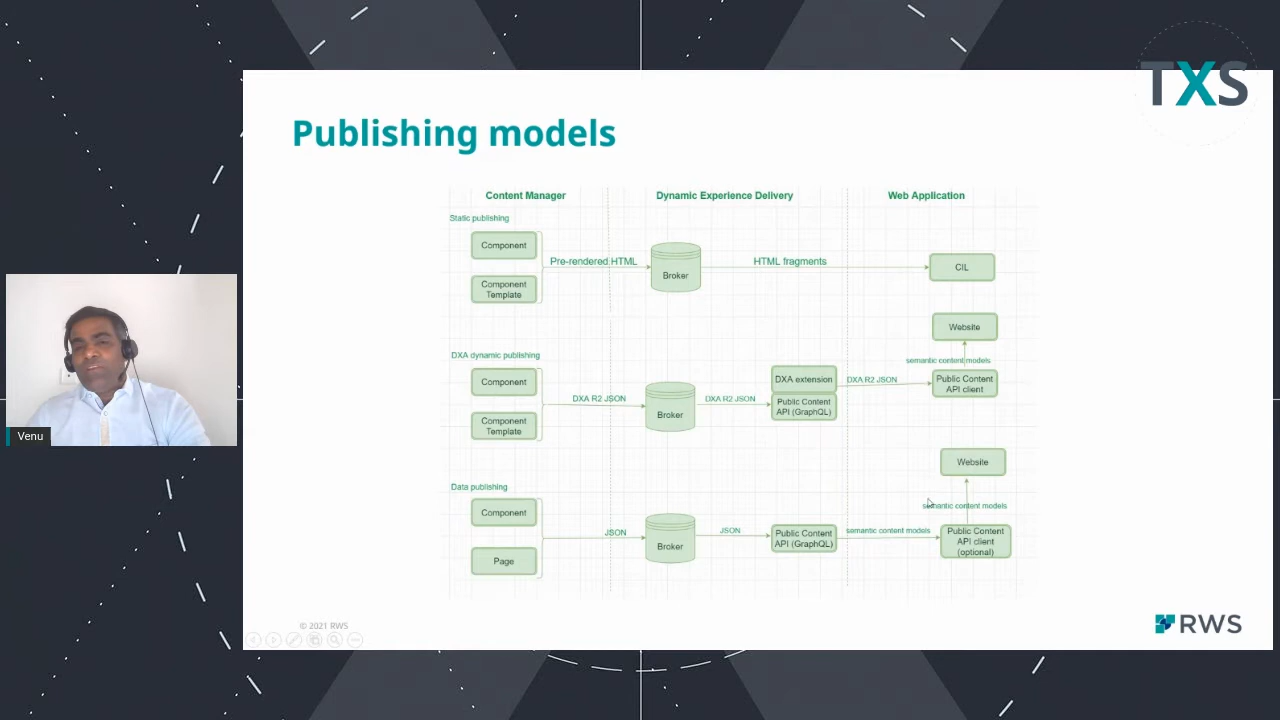 TXS
Publishing models
Content Manager
Dynamic Experience Delivery
Web Application
Static publishing
Component
Component
Template
Pre-rendered HTML
Broker
HTML fragments
CIL
Website
DXA dynamic publishing
semantic content models
Component
Component
Template
DXA R2 JSON
Broker
DXA R2 JSON
DXA extension
Public Content
API (GraphQL)
DXA R2 JSON
Public Content
API client
Website
Data publishing
semantic content models
Component
Page
JSON
Broker
JSON
Public Content
API (GraphQL)
semantic content models
Public Content
API client
(optional)
Venu
© 2021 RWS
RWS